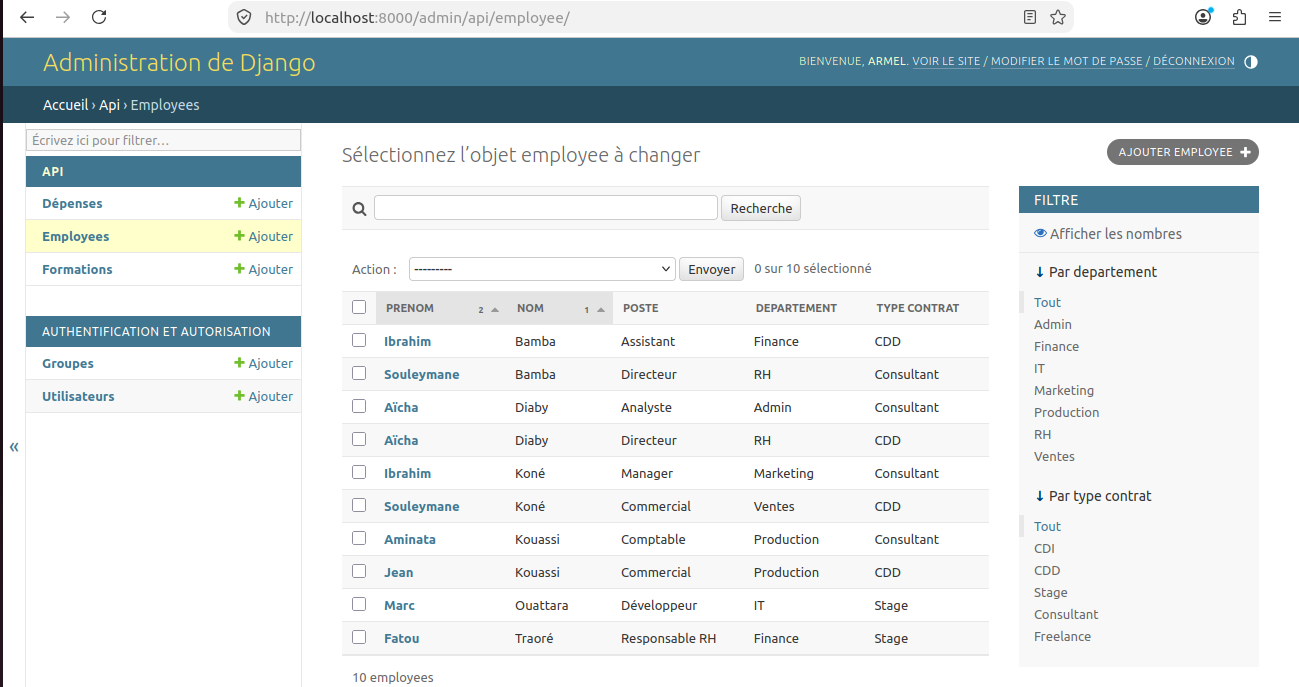 http://localhost:8000/admin/api/employee/
Administration de Django
BIENVENUE, ARMEL. VOIR LE SITE / MODIFIER LE MOT DE PASSE / DÉCONNEXION
Accueil › Api › Employees
Écrivez ici pour filtrer…
API
Dépenses + Ajouter
Employees + Ajouter
Formations + Ajouter
AUTHENTIFICATION ET AUTORISATION
Groupes + Ajouter
Utilisateurs + Ajouter
«
Sélectionnez l’objet employee à changer
AJOUTER EMPLOYEE +
Recherche
Action : --------- Envoyer 0 sur 10 sélectionné
PRENOM 2 NOM 1 POSTE DEPARTEMENT TYPE CONTRAT
Ibrahim Bamba Assistant Finance CDD
Souleymane Bamba Directeur RH Consultant
Aïcha Diaby Analyste Admin Consultant
Aïcha Diaby Directeur RH CDD
Ibrahim Koné Manager Marketing Consultant
Souleymane Koné Commercial Ventes CDD
Aminata Kouassi Comptable Production Consultant
Jean Kouassi Commercial Production CDD
Marc Ouattara Développeur IT Stage
Fatou Traoré Responsable RH Finance Stage
10 employees
FILTRE
Afficher les nombres
↓ Par departement
Tout
Admin
Finance
IT
Marketing
Production
RH
Ventes
↓ Par type contrat
Tout
CDI
CDD
Stage
Consultant
Freelance